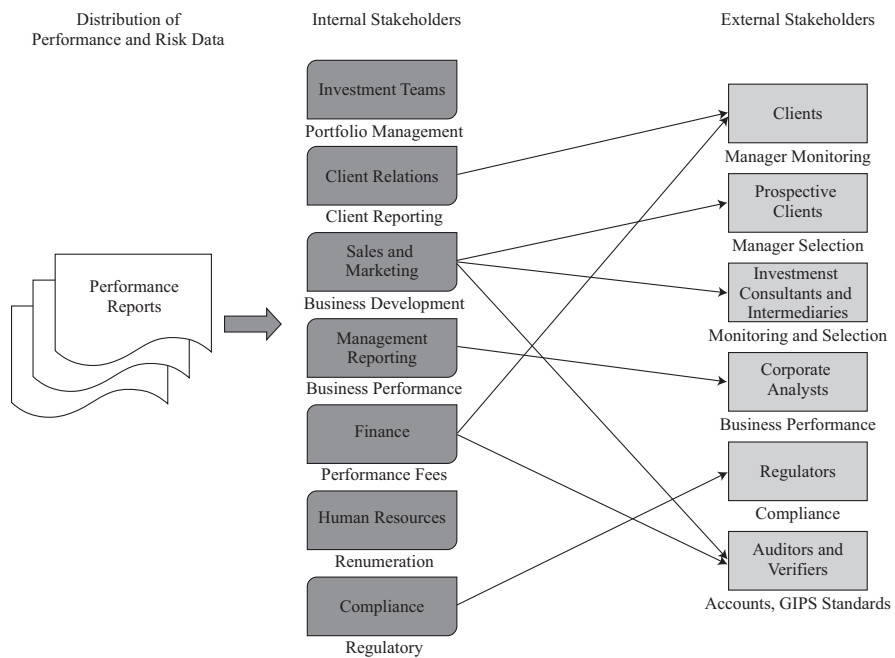 Distribution of
Performance and Risk Data
Performance
Reports
Internal Stakeholders
Investment Teams
Portfolio Management
Client Relations
Client Reporting
Sales and
Marketing
Business Development
Management
Reporting
Business Performance
Finance
Performance Fees
Human Resources
Renumeration
Compliance
Regulatory
External Stakeholders
Clients
Manager Monitoring
Prospective
Clients
Manager Selection
Investmenst
Consultants and
Intermediaries
Monitoring and Selection
Corporate
Analysts
Business Performance
Regulators
Compliance
Auditors and
Verifiers
Accounts, GIPS Standards